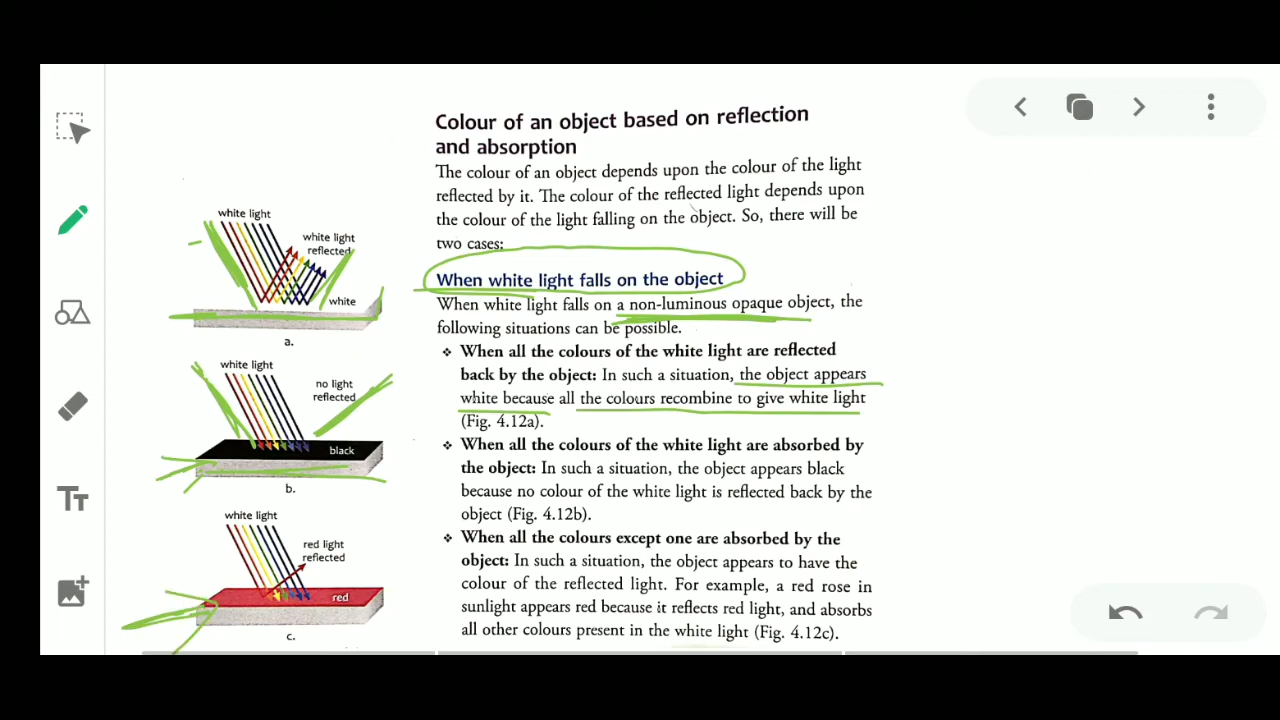 Colour of an object based on reflection
and absorption
The colour of an object depends upon the colour of the light
reflected by it. The colour of the reflected light depends upon
the colour of the light falling on the object. So, there will be
two cases:
When white light falls on the object
When white light falls on a non-luminous opaque object, the
following situations can be possible.
❖ When all the colours of the white light are reflected
back by the object: In such a situation, the object appears
white because all the colours recombine to give white light
(Fig. 4.12a).
❖ When all the colours of the white light are absorbed by
the object: In such a situation, the object appears black
because no colour of the white light is reflected back by the
object (Fig. 4.12b).
❖ When all the colours except one are absorbed by the
object: In such a situation, the object appears to have the
colour of the reflected light. For example, a red rose in
sunlight appears red because it reflects red light, and absorbs
all other colours present in the white light (Fig. 4.12c).
white light
white light
reflected
white
a.
white light
no light
reflected
black
b.
white light
red light
reflected
red
c.
TT